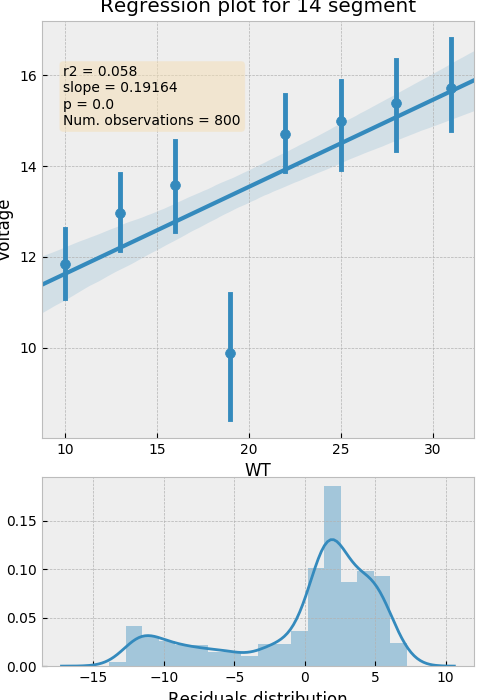 Regression plot for 14 segment
r2 = 0.058
slope = 0.19164
p = 0.0
Num. observations = 800
16
14
12
10
Voltage
10 15 20 25 30
WT
0.15
0.10
0.05
0.00
−15 −10 −5 0 5 10
Residuals distribution